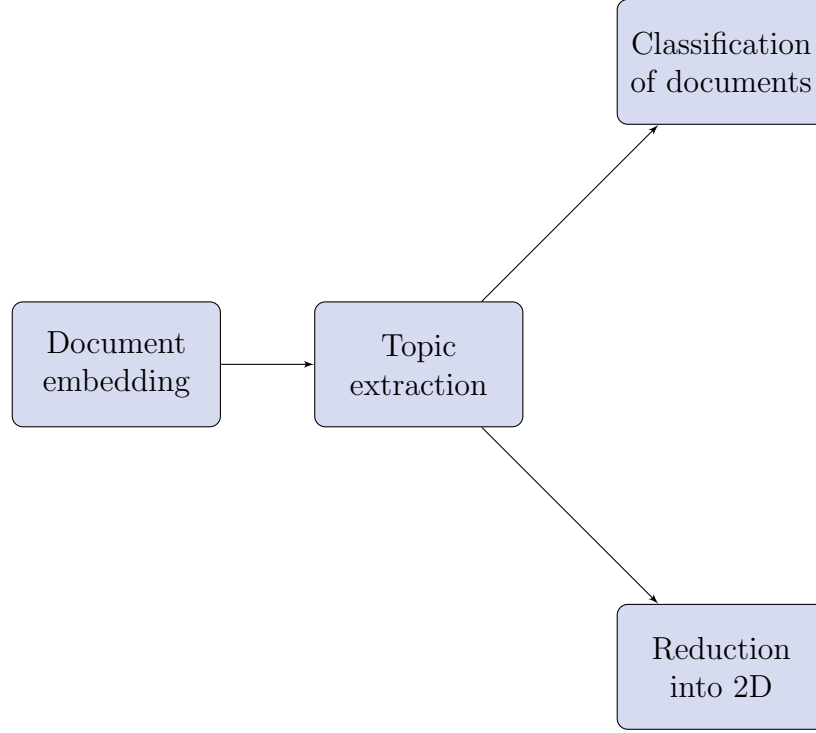 Classification
of documents
Document
embedding
Topic
extraction
Reduction
into 2D